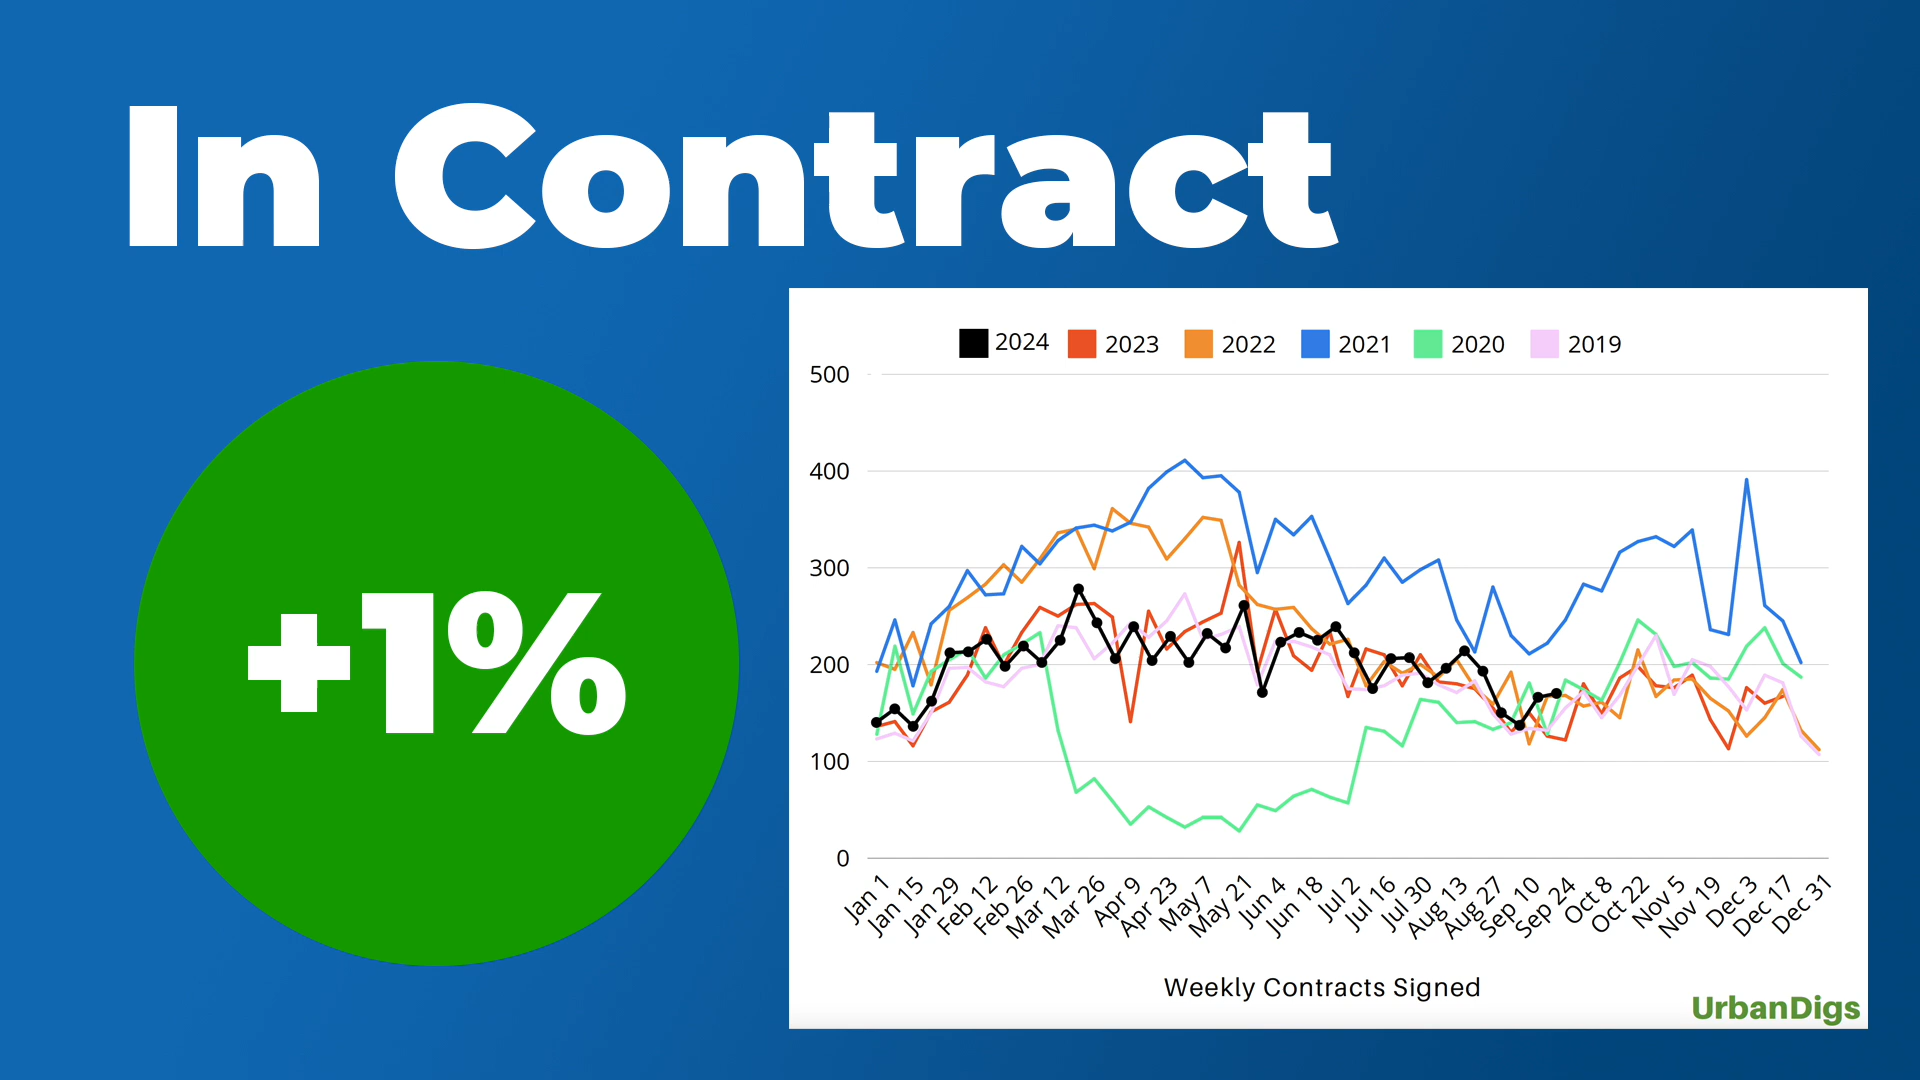 In Contract
+1%
2024 2023 2022 2021 2020 2019
500
400
300
200
100
0
Jan 1 Jan 15 Jan 29 Feb 12 Feb 26 Mar 12 Mar 26 Apr 9 Apr 23 May 7 May 21 Jun 4 Jun 18 Jul 2 Jul 16 Jul 30 Aug 13 Aug 27 Sep 10 Sep 24 Oct 8 Oct 22 Nov 5 Nov 19 Dec 3 Dec 17 Dec 31
Weekly Contracts Signed
UrbanDigs